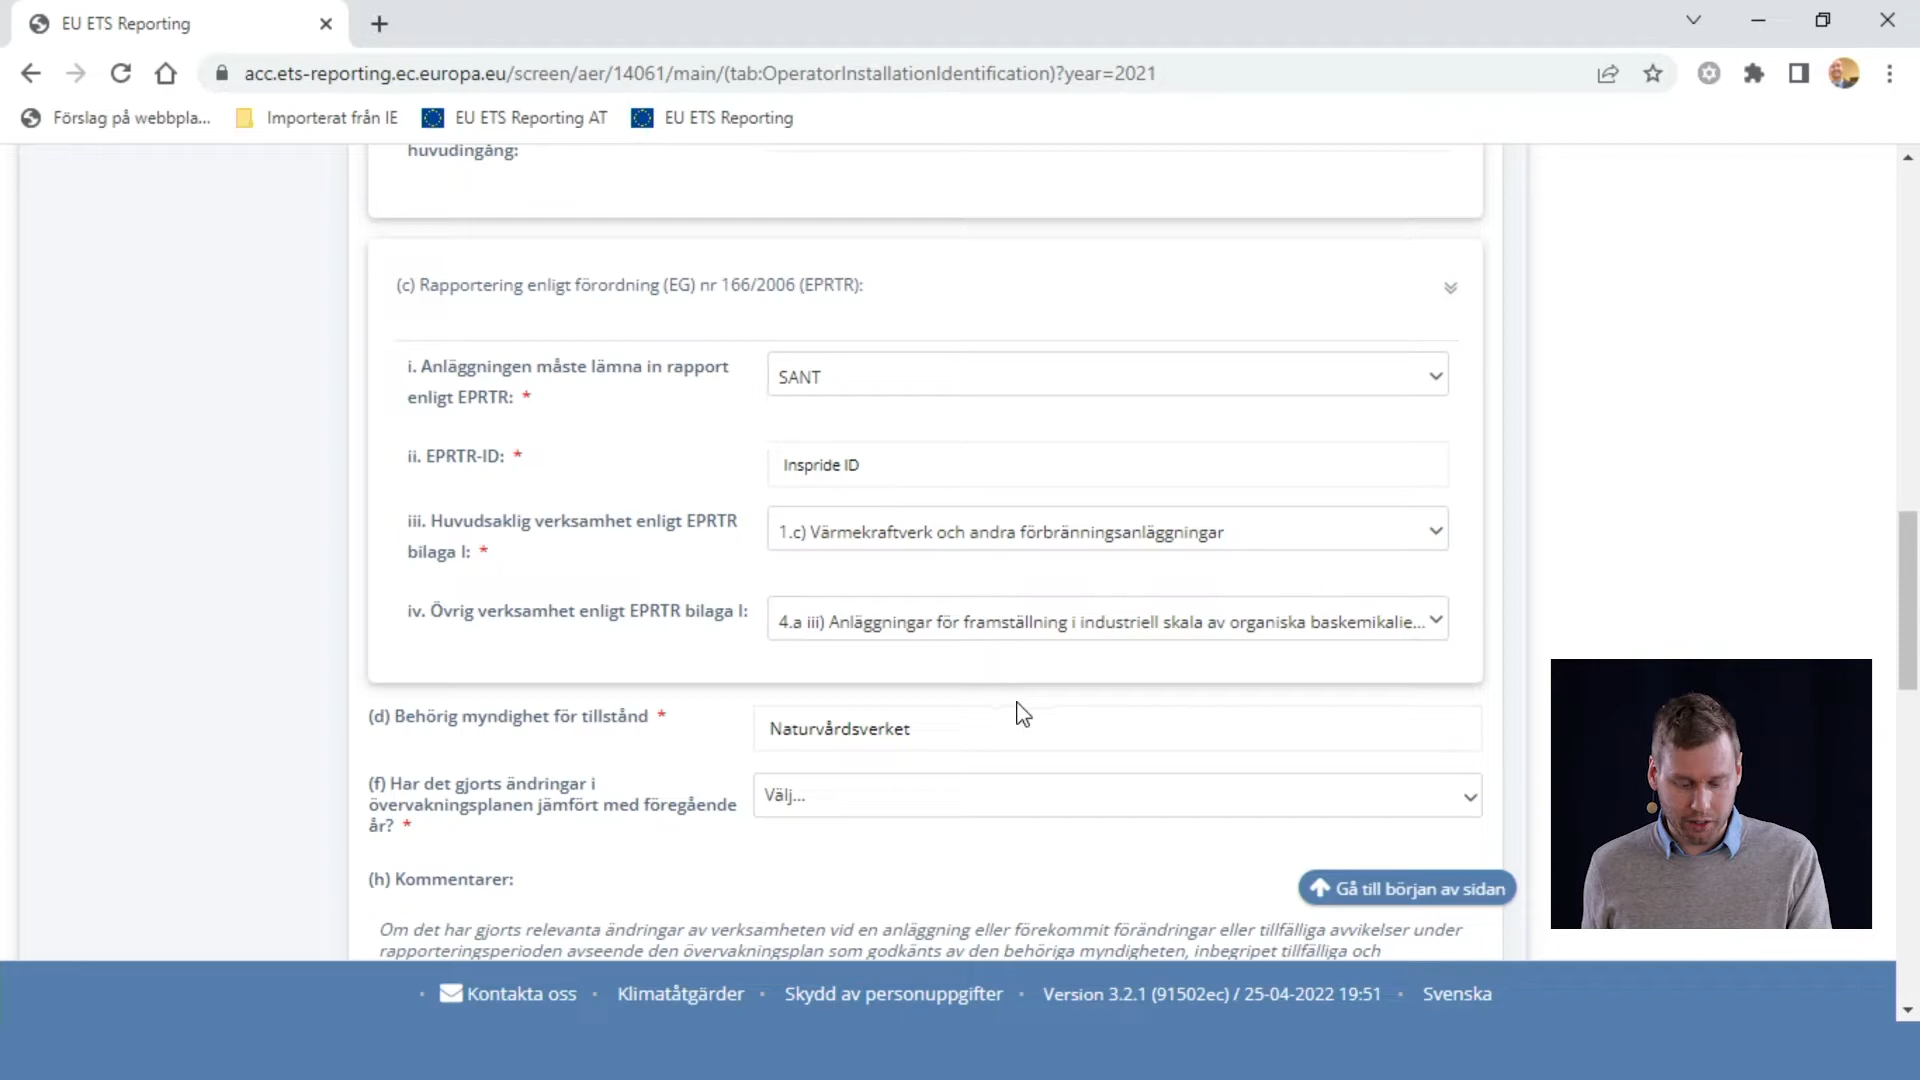 EU ETS Reporting
acc.ets-reporting.ec.europa.eu/screen/aer/14061/main/(tab:OperatorInstallationIdentification)?year=2021
Förslag på webbpla...
Importerat från IE
EU ETS Reporting AT
EU ETS Reporting
huvudingång:
(c) Rapportering enligt förordning (EG) nr 166/2006 (EPRTR):
i. Anläggningen måste lämna in rapport
enligt EPRTR: *
SANT
ii. EPRTR-ID: *
Inspride ID
iii. Huvudsaklig verksamhet enligt EPRTR
bilaga I: *
1.c) Värmekraftverk och andra förbränningsanläggningar
iv. Övrig verksamhet enligt EPRTR bilaga I:
4.a iii) Anläggningar för framställning i industriell skala av organiska baskemikalie...
(d) Behörig myndighet för tillstånd *
Naturvårdsverket
(f) Har det gjorts ändringar i
övervakningsplanen jämfört med föregående
år? *
Välj...
(h) Kommentarer:
Gå till början av sidan
Om det har gjorts relevanta ändringar av verksamheten vid en anläggning eller förekommit förändringar eller tillfälliga avvikelser under
rapporteringsperioden avseende den övervakningsplan som godkänts av den behöriga myndigheten, inbegripet tillfälliga och
· Kontakta oss · Klimatåtgärder · Skydd av personuppgifter · Version 3.2.1 (91502ec) / 25-04-2022 19:51 · Svenska